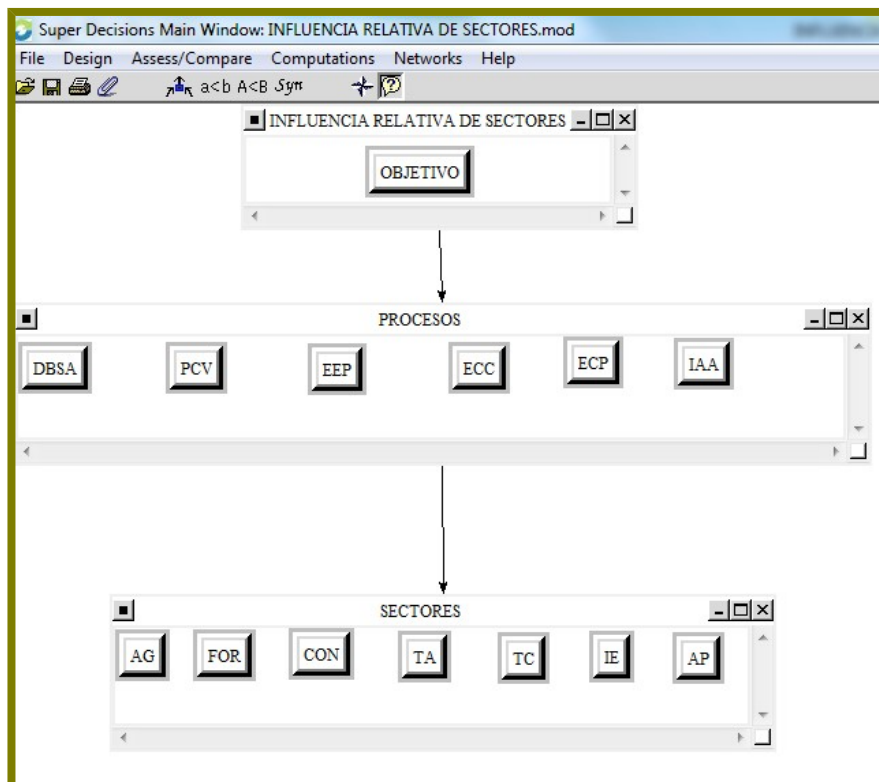 Super Decisions Main Window: INFLUENCIA RELATIVA DE SECTORES.mod
File Design Assess/Compare Computations Networks Help
a<b A<B Syn
INFLUENCIA RELATIVA DE SECTORES
OBJETIVO
PROCESOS
DBSA PCV EEP ECC ECP IAA
SECTORES
AG FOR CON TA TC IE AP